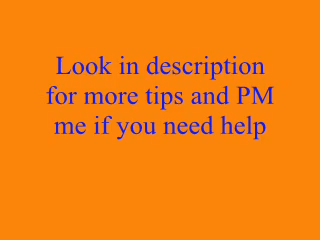 Look in description
for more tips and PM
me if you need help